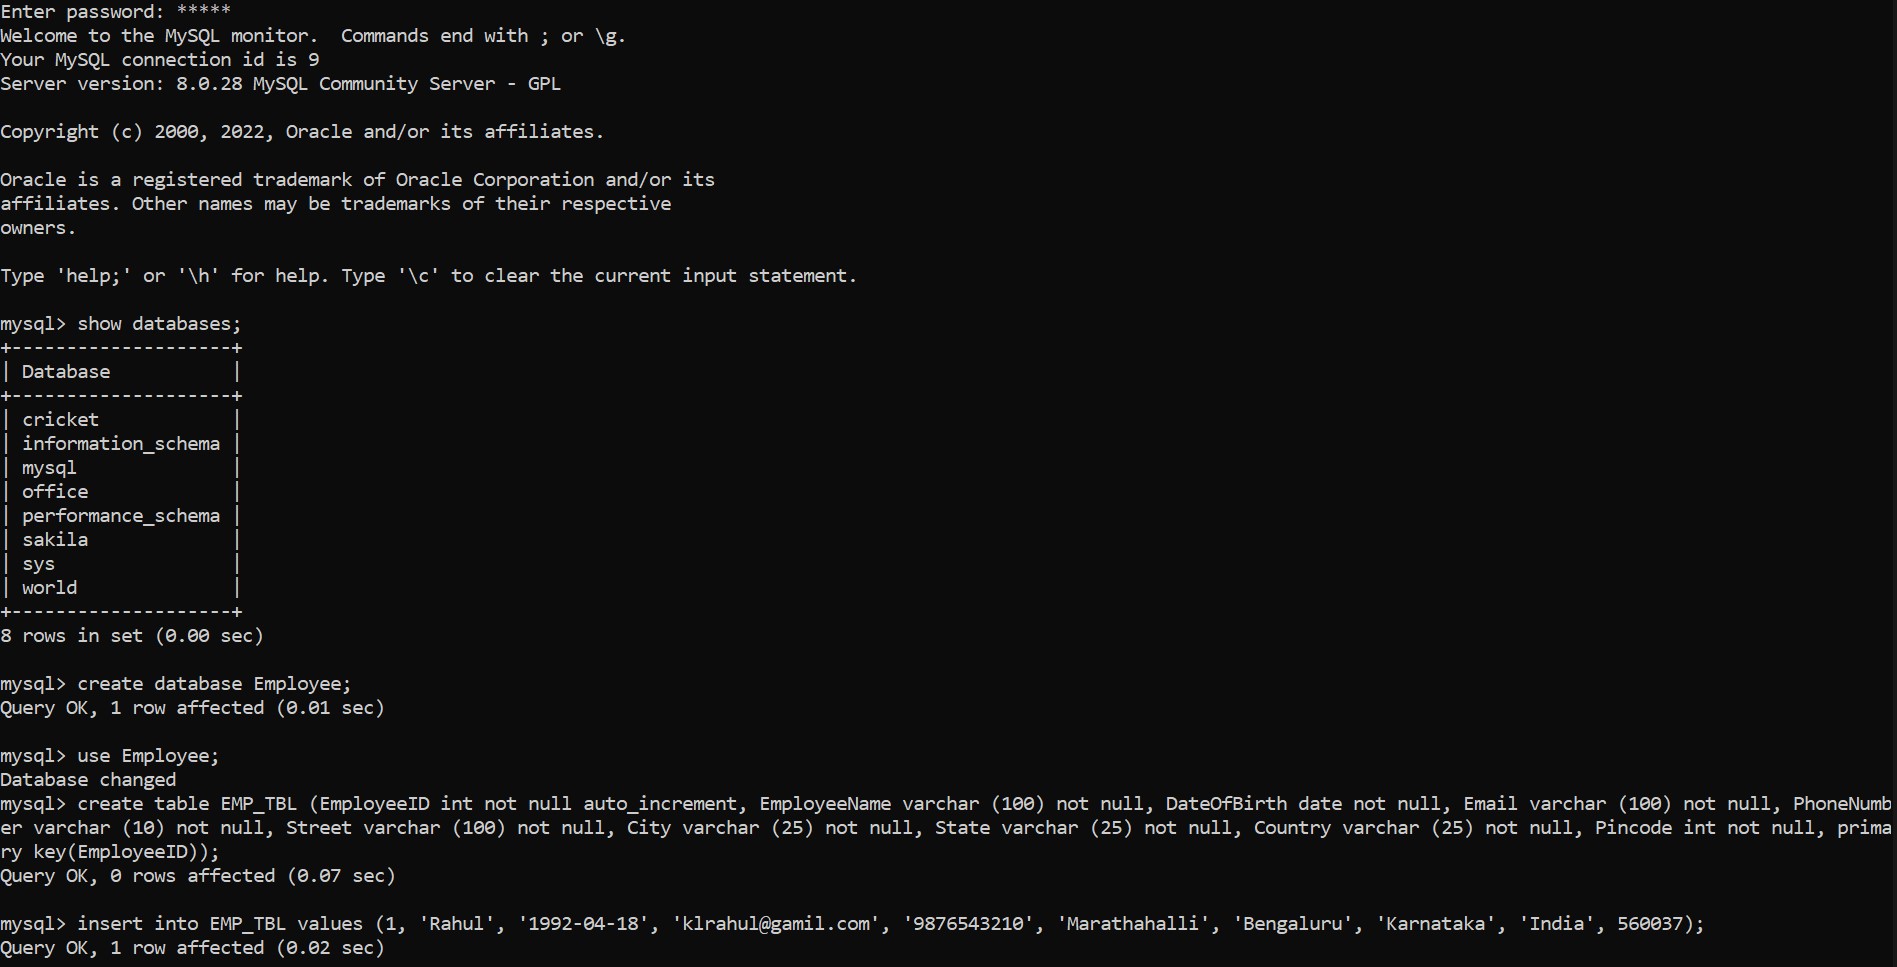 Enter password: *****
Welcome to the MySQL monitor.  Commands end with ; or \g.
Your MySQL connection id is 9
Server version: 8.0.28 MySQL Community Server - GPL

Copyright (c) 2000, 2022, Oracle and/or its affiliates.

Oracle is a registered trademark of Oracle Corporation and/or its
affiliates. Other names may be trademarks of their respective
owners.

Type 'help;' or '\h' for help. Type '\c' to clear the current input statement.

mysql> show databases;
+--------------------+
| Database           |
+--------------------+
| cricket            |
| information_schema |
| mysql              |
| office             |
| performance_schema |
| sakila             |
| sys                |
| world              |
+--------------------+
8 rows in set (0.00 sec)

mysql> create database Employee;
Query OK, 1 row affected (0.01 sec)

mysql> use Employee;
Database changed
mysql> create table EMP_TBL (EmployeeID int not null auto_increment, EmployeeName varchar (100) not null, DateOfBirth date not null, Email varchar (100) not null, PhoneNumb
er varchar (10) not null, Street varchar (100) not null, City varchar (25) not null, State varchar (25) not null, Country varchar (25) not null, Pincode int not null, prima
ry key(EmployeeID));
Query OK, 0 rows affected (0.07 sec)

mysql> insert into EMP_TBL values (1, 'Rahul', '1992-04-18', 'klrahul@gamil.com', '9876543210', 'Marathahalli', 'Bengaluru', 'Karnataka', 'India', 560037);
Query OK, 1 row affected (0.02 sec)